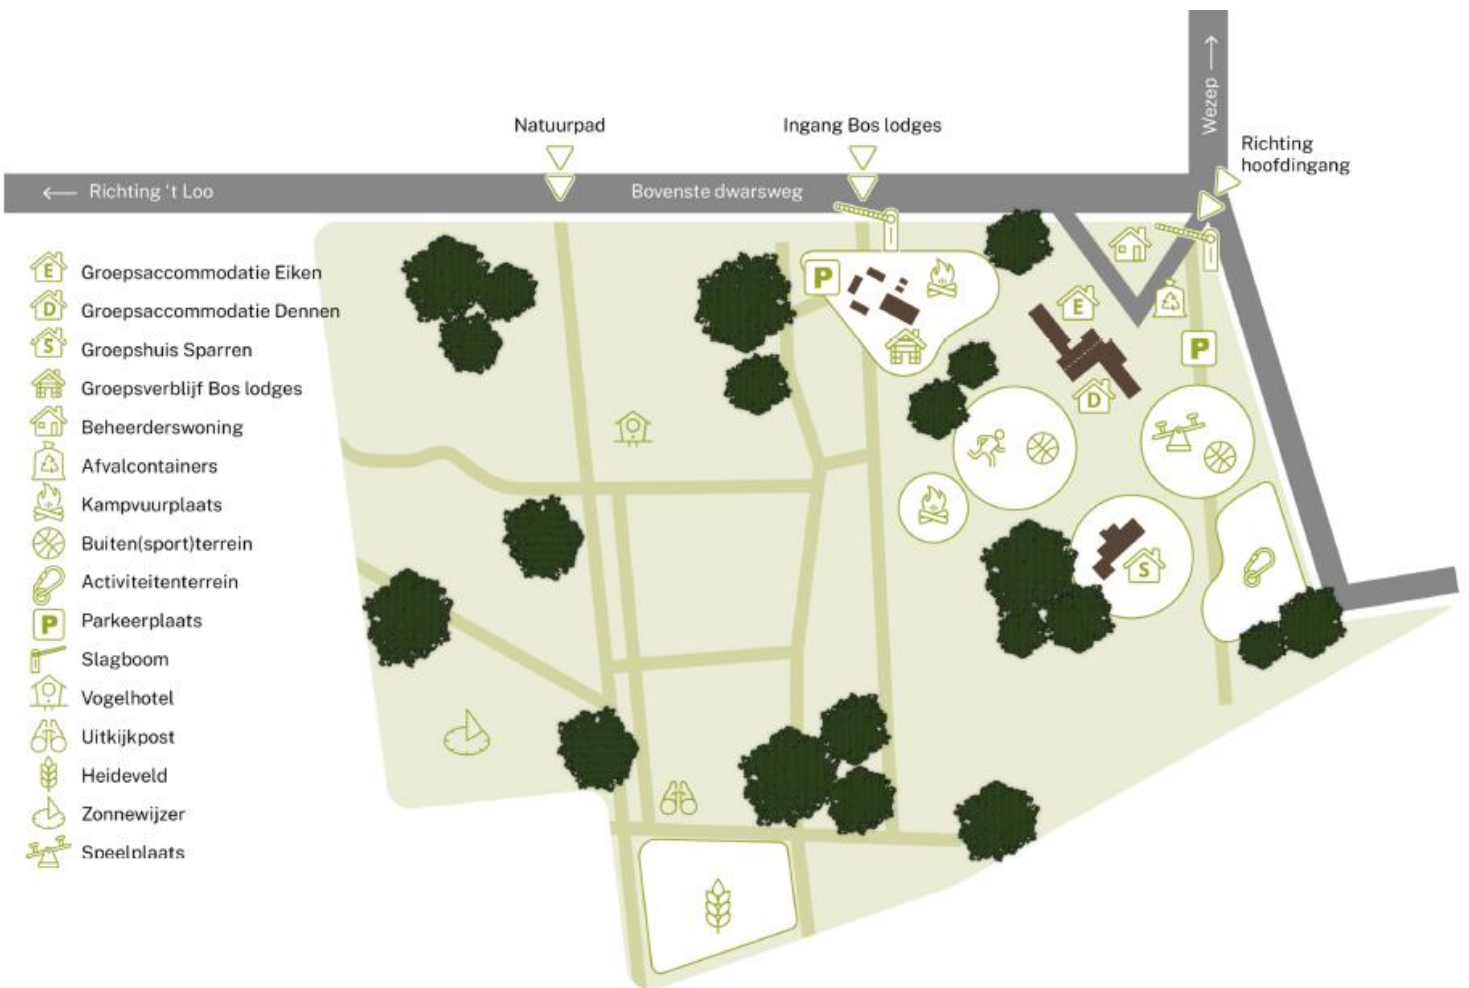 Wezep
Natuurpad
Ingang Bos lodges
Richting
hoofdingang
Richting 't Loo
Bovenste dwarsweg
E Groepsaccommodatie Eiken
D Groepsaccommodatie Dennen
S Groepshuis Sparren
Groepsverblijf Bos lodges
Beheerderswoning
Afvalcontainers
Kampvuurplaats
Buiten(sport)terrein
Activiteitenterrein
P Parkeerplaats
Slagboom
Vogelhotel
Uitkijkpost
Heideveld
Zonnewijzer
Speelplaats
P
E
P
D
S